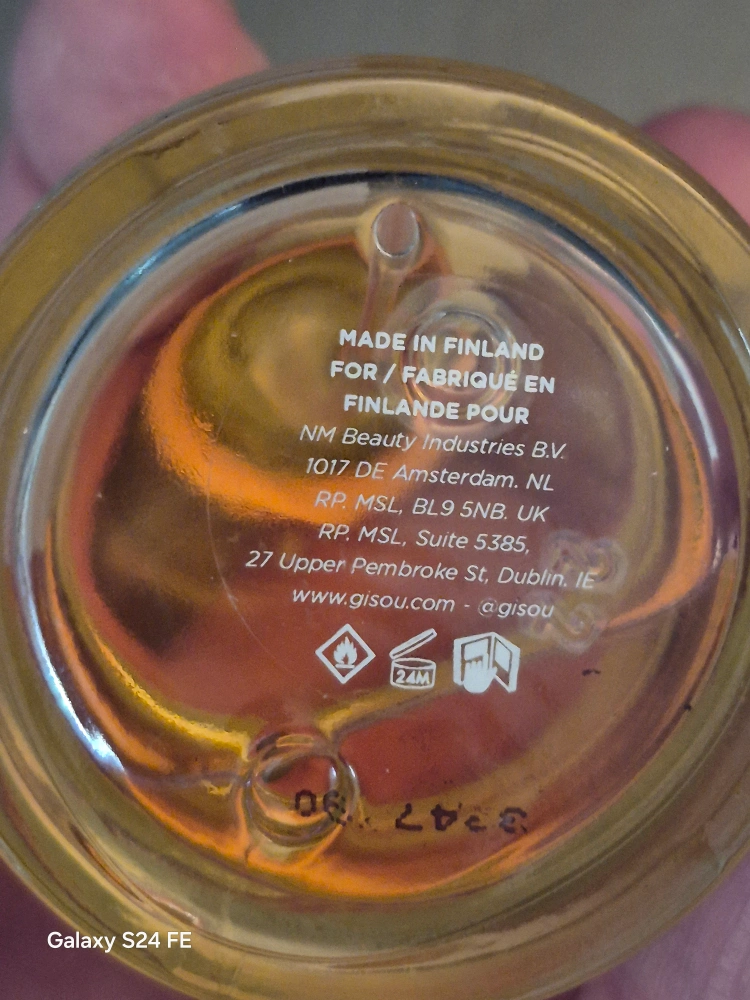 MADE IN FINLAND
FOR / FABRIQUÉ EN
FINLANDE POUR
NM Beauty Industries B.V.
1017 DE Amsterdam. NL
RP. MSL, BL9 5NB. UK
RP. MSL, Suite 5385,
27 Upper Pembroke St, Dublin. IE
www.gisou.com - @gisou
24M
Galaxy S24 FE